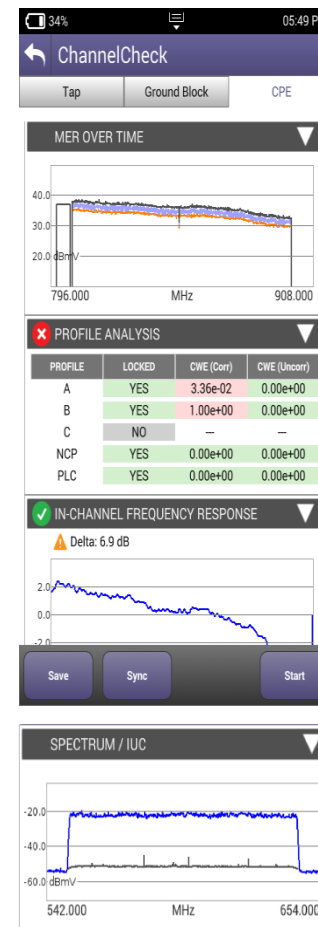 34% 05:49 P
ChannelCheck
Tap Ground Block CPE
MER OVER TIME
40.0
30.0
20.0 dBmV
796.000 MHz 908.000
PROFILE ANALYSIS
PROFILE LOCKED CWE (Corr) CWE (Uncorr)
A YES 3.36e-02 0.00e+00
B YES 1.00e+00 0.00e+00
C NO --- ---
NCP YES 0.00e+00 0.00e+00
PLC YES 0.00e+00 0.00e+00
IN-CHANNEL FREQUENCY RESPONSE
Delta: 6.9 dB
2.0
0.0
-2.0
Save Sync Start
SPECTRUM / IUC
-20.0
-40.0
-60.0 dBmV
542.000 MHz 654.000